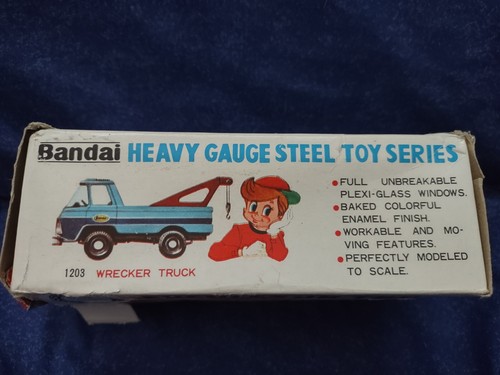 Bandai HEAVY GAUGE STEEL TOY SERIES
FULL UNBREAKABLE
PLEXI-GLASS WINDOWS.
BAKED COLORFUL
ENAMEL FINISH.
WORKABLE AND MO-
VING FEATURES.
PERFECTLY MODELED
TO SCALE.
1203 WRECKER TRUCK